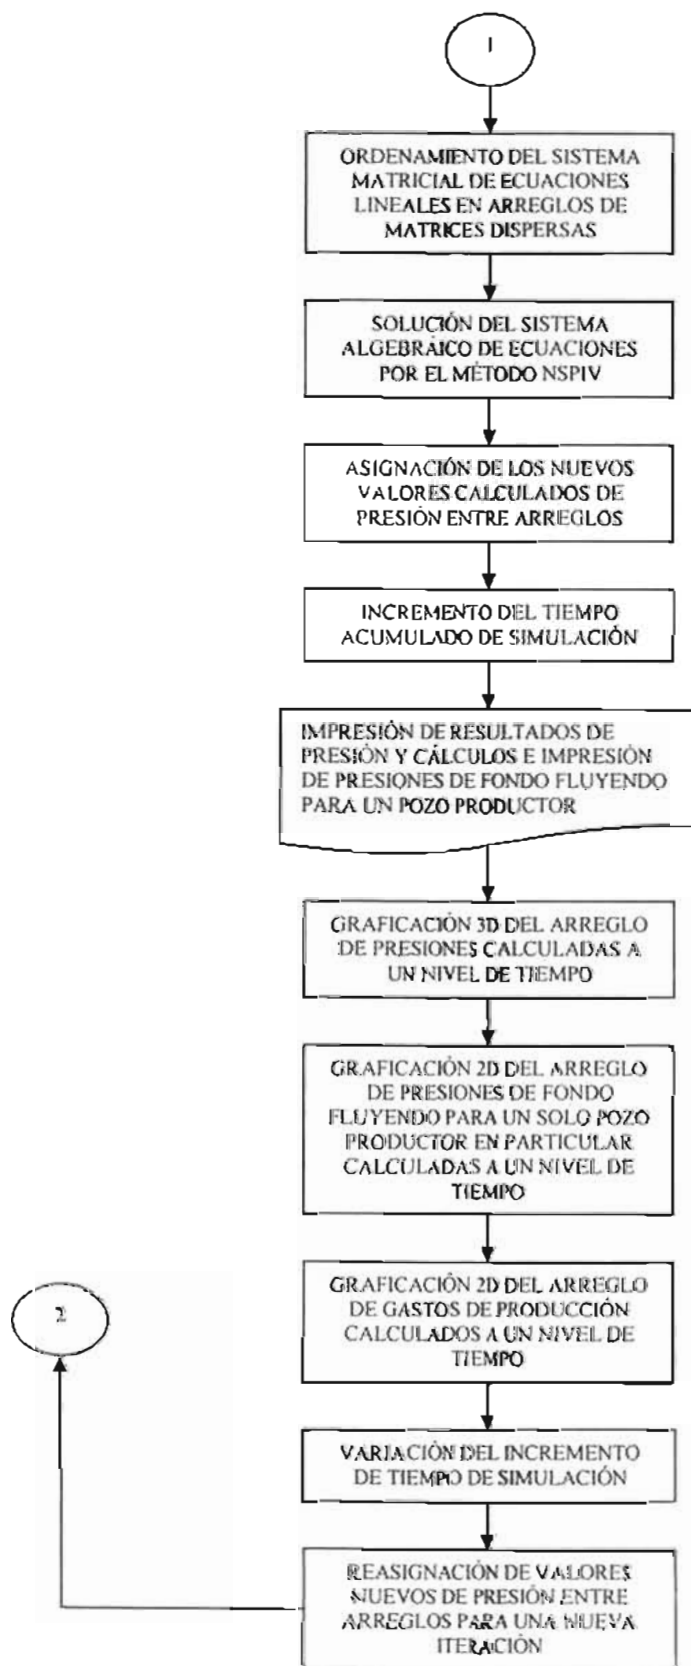 1
ORDENAMIENTO DEL SISTEMA
MATRICIAL DE ECUACIONES
LINEALES EN ARREGLOS DE
MATRICES DISPERSAS
SOLUCIÓN DEL SISTEMA
ALGEBRÁICO DE ECUACIONES
POR EL MÉTODO NSPIV
ASIGNACIÓN DE LOS NUEVOS
VALORES CALCULADOS DE
PRESIÓN ENTRE ARREGLOS
INCREMENTO DEL TIEMPO
ACUMULADO DE SIMULACIÓN
IMPRESIÓN DE RESULTADOS DE
PRESIÓN Y CÁLCULOS E IMPRESIÓN
DE PRESIONES DE FONDO FLUYENDO
PARA UN POZO PRODUCTOR
GRAFICACIÓN 3D DEL ARREGLO
DE PRESIONES CALCULADAS A
UN NIVEL DE TIEMPO
GRAFICACIÓN 2D DEL ARREGLO
DE PRESIONES DE FONDO
FLUYENDO PARA UN SOLO POZO
PRODUCTOR EN PARTICULAR
CALCULADAS A UN NIVEL DE
TIEMPO
GRAFICACIÓN 2D DEL ARREGLO
DE GASTOS DE PRODUCCIÓN
CALCULADOS A UN NIVEL DE
TIEMPO
2
VARIACIÓN DEL INCREMENTO
DE TIEMPO DE SIMULACIÓN
REASIGNACIÓN DE VALORES
NUEVOS DE PRESIÓN ENTRE
ARREGLOS PARA UNA NUEVA
ITERACIÓN